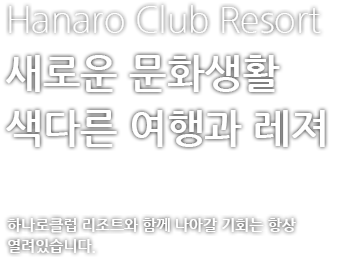 Hanaro Club Resort
새로운 문화생활
색다른 여행과 레져
하나로클럽 리조트와 함께 나아갈 기회는 항상
열려있습니다.